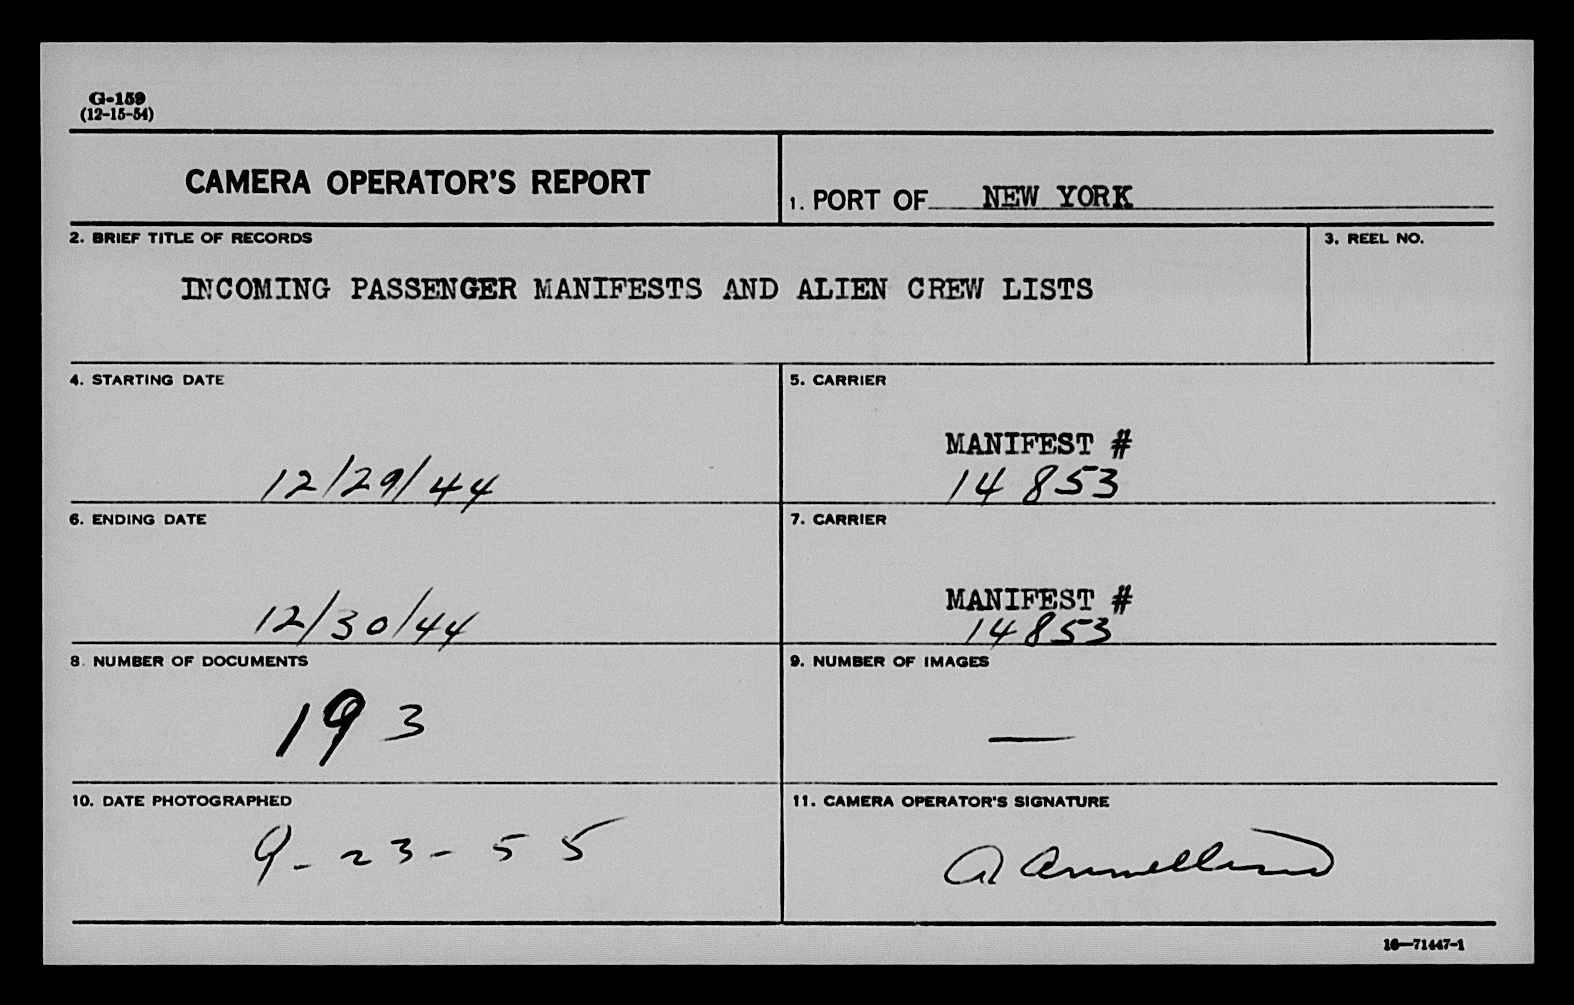 G-159
(12-15-54)
CAMERA OPERATOR'S REPORT
1. PORT OF NEW YORK
2. BRIEF TITLE OF RECORDS
3. REEL NO.
INCOMING PASSENGER MANIFESTS AND ALIEN CREW LISTS
4. STARTING DATE
5. CARRIER
MANIFEST #
12/29/44
14 853
6. ENDING DATE
7. CARRIER
MANIFEST #
12/30/44
14853
8. NUMBER OF DOCUMENTS
9. NUMBER OF IMAGES
193
—
10. DATE PHOTOGRAPHED
11. CAMERA OPERATOR'S SIGNATURE
9-23-55
16—71447-1